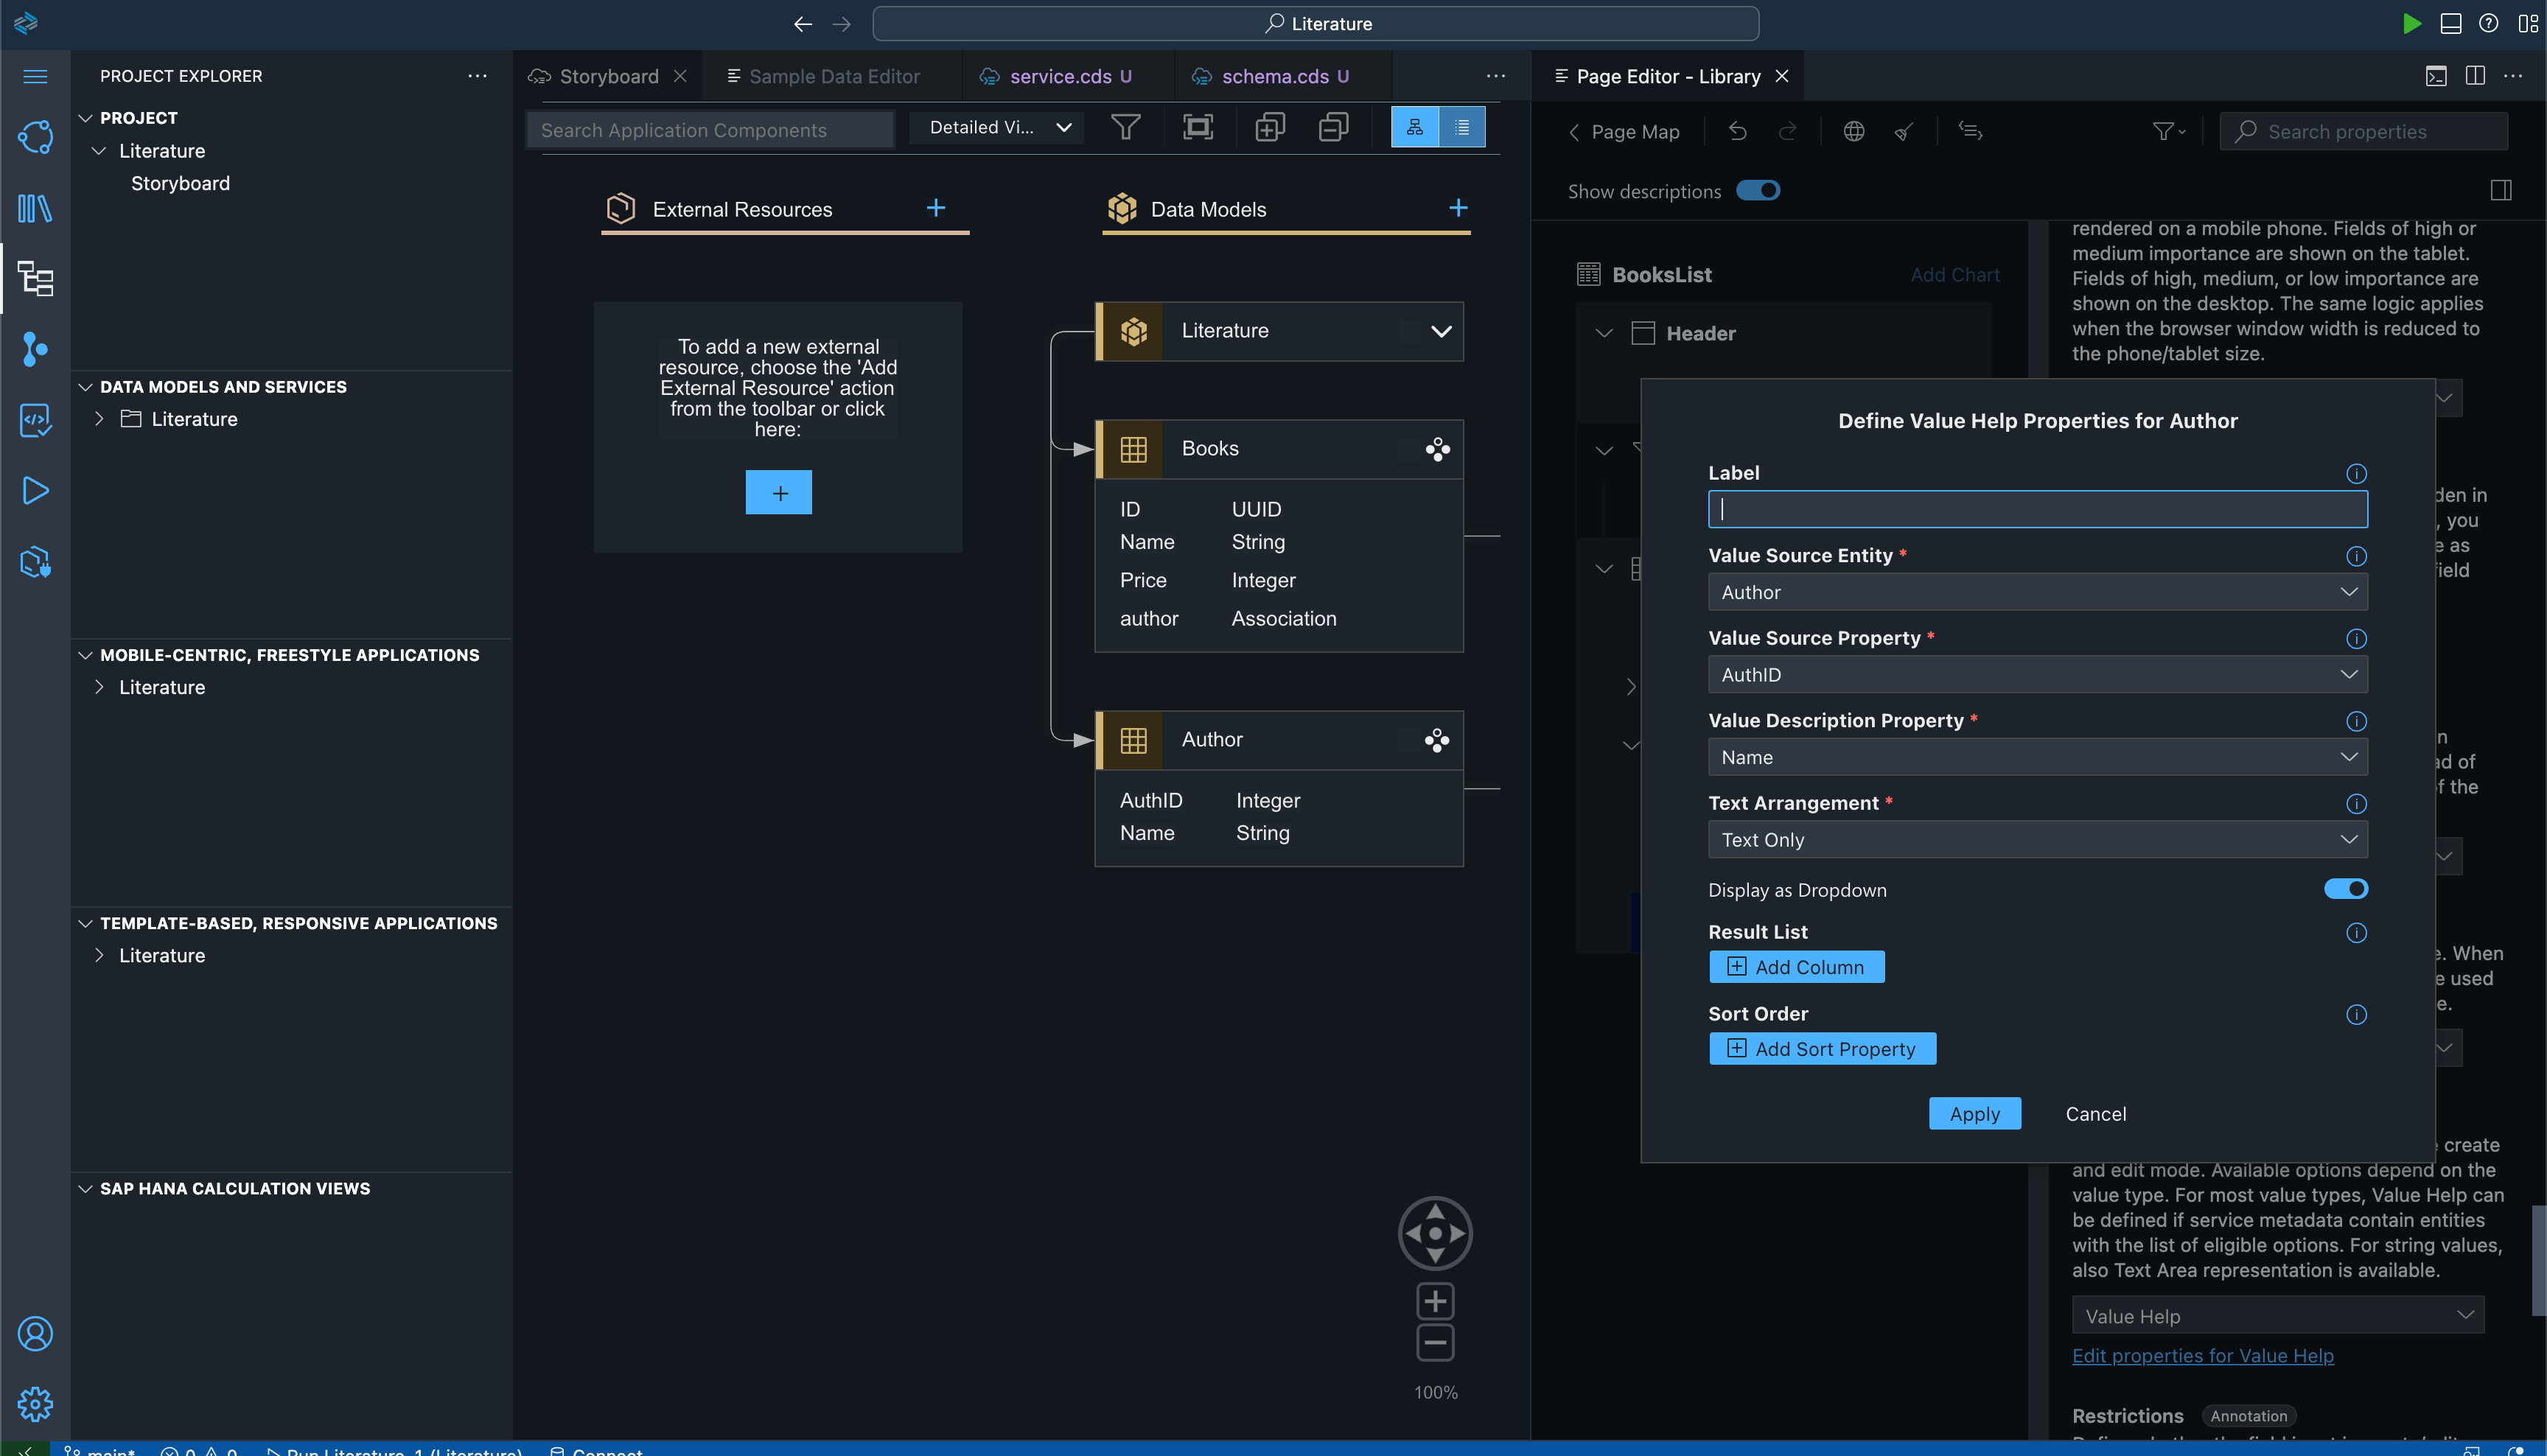 Literature
PROJECT EXPLORER
PROJECT
Literature
Storyboard
DATA MODELS AND SERVICES
Literature
MOBILE-CENTRIC, FREESTYLE APPLICATIONS
Literature
TEMPLATE-BASED, RESPONSIVE APPLICATIONS
Literature
SAP HANA CALCULATION VIEWS
Storyboard
Sample Data Editor
service.cds U
schema.cds U
Search Application Components
Detailed Vi...
External Resources
Data Models
To add a new external
resource, choose the 'Add
External Resource' action
from the toolbar or click
here:
Literature
Books
ID UUID
Name String
Price Integer
author Association
Author
AuthID Integer
Name String
100%
Page Editor - Library
Page Map
Search properties
Show descriptions
BooksList
Add Chart
Header
rendered on a mobile phone. Fields of high or
medium importance are shown on the tablet.
Fields of high, medium, or low importance are
shown on the desktop. The same logic applies
when the browser window width is reduced to
the phone/tablet size.
Define Value Help Properties for Author
Label
Value Source Entity *
Author
Value Source Property *
AuthID
Value Description Property *
Name
Text Arrangement *
Text Only
Display as Dropdown
Result List
Add Column
Sort Order
Add Sort Property
Apply
Cancel
in
, you
as
of
f the
. When
used
create
and edit mode. Available options depend on the
value type. For most value types, Value Help can
be defined if service metadata contain entities
with the list of eligible options. For string values,
also Text Area representation is available.
Value Help
Edit properties for Value Help
Restrictions Annotation
main*
0 0
Run Literature-1 (Literature)
Connect